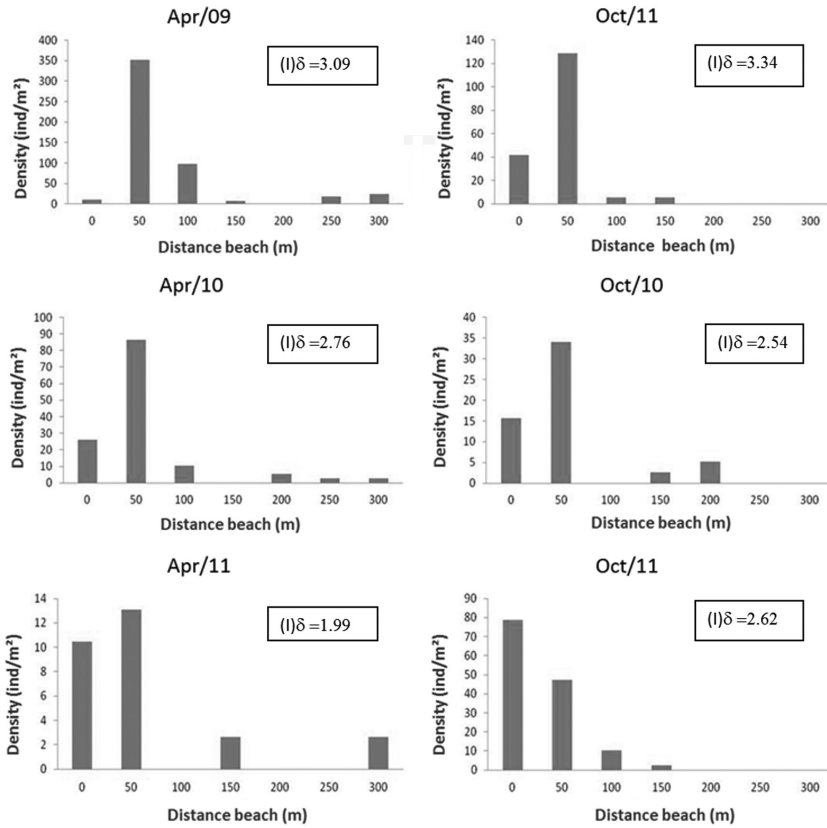 Apr/09
(I)δ =3.09
Density (ind/m²)
400
350
300
250
200
150
100
50
0
0 50 100 150 200 250 300
Distance beach (m)
Oct/11
(I)δ =3.34
Density (ind/m²)
140
120
100
80
60
40
20
0
0 50 100 150 200 250 300
Distance beach (m)
Apr/10
(I)δ =2.76
Density (ind/m²)
100
90
80
70
60
50
40
30
20
10
0
0 50 100 150 200 250 300
Distance beach (m)
Oct/10
(I)δ =2.54
Density (ind/m²)
40
35
30
25
20
15
10
5
0
0 50 100 150 200 250 300
Distance beach (m)
Apr/11
(I)δ =1.99
Density (ind/m²)
14
12
10
8
6
4
2
0
0 50 100 150 200 250 300
Distance beach (m)
Oct/11
(I)δ =2.62
Density (ind/m²)
90
80
70
60
50
40
30
20
10
0
0 50 100 150 200 250 300
Distance beach (m)